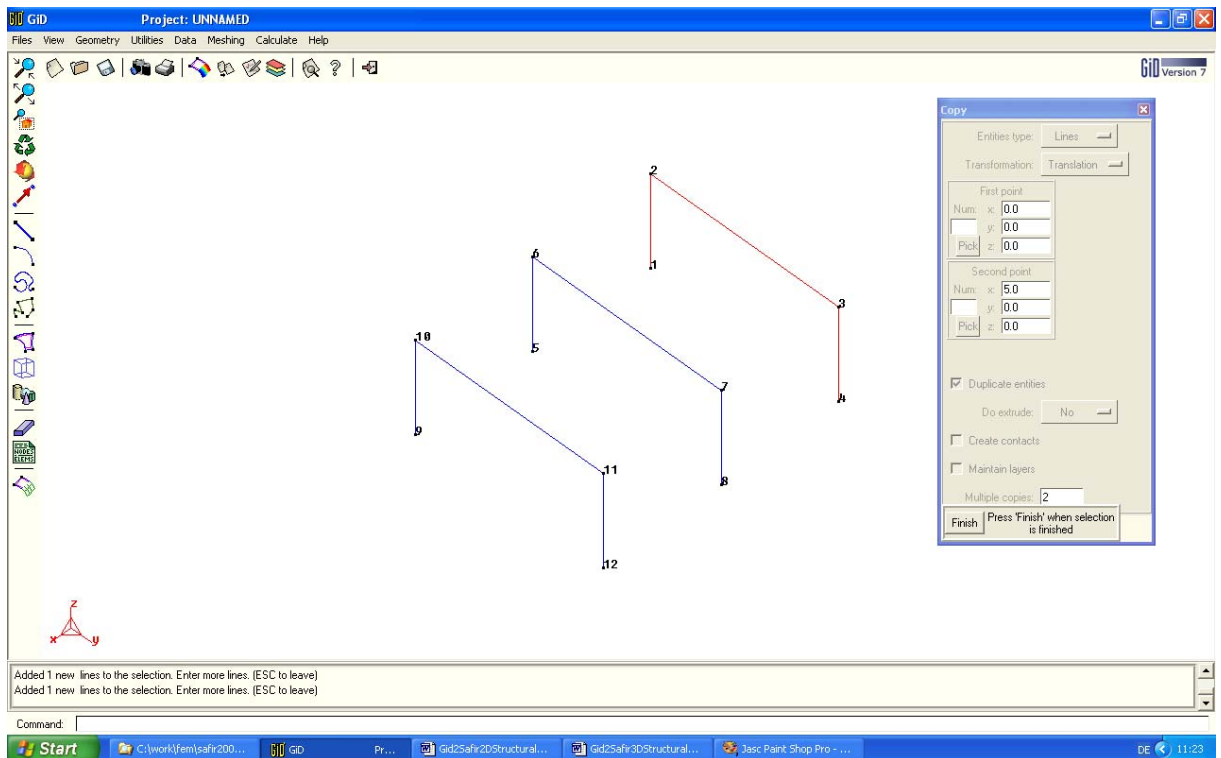 GiD GiD Project: UNNAMED
Files View Geometry Utilities Data Meshing Calculate Help
GiD Version 7
Copy
Entities type: Lines
Transformation: Translation
First point
Num: x: 0.0
y: 0.0
Pick z: 0.0
Second point
Num: x: 5.0
y: 0.0
Pick z: 0.0
Duplicate entities
Do extrude: No
Create contacts
Maintain layers
Multiple copies: 2
Finish Press 'Finish' when selection is finished
2
1
6
3
10
5
7
4
9
11
8
12
z
x
y
NODES
ELEMS
Added 1 new lines to the selection. Enter more lines. (ESC to leave)
Added 1 new lines to the selection. Enter more lines. (ESC to leave)
Command:
Start C:\work\fem\safir200... GiD GiD Pr... Gid2Safir2DStructural... Gid2Safir3DStructural... Jasc Paint Shop Pro - ... DE 11:23